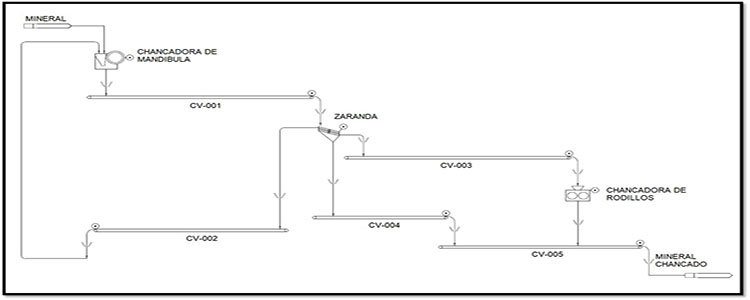 MINERAL
CHANCADORA DE
MANDIBULA
CV-001
ZARANDA
CV-003
CHANCADORA DE
RODILLOS
CV-004
CV-002
CV-005
MINERAL
CHANCADO